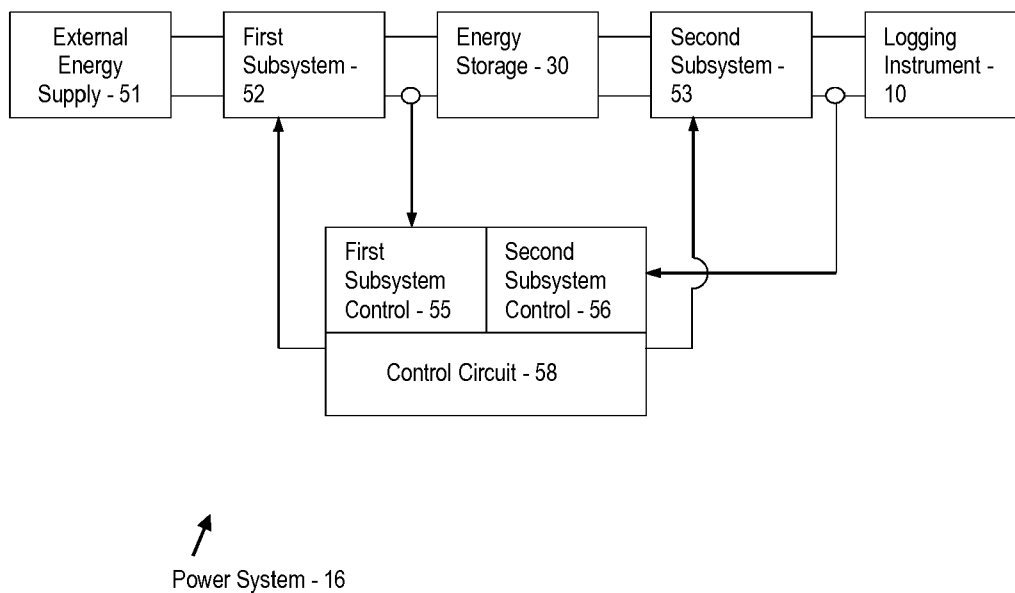 External
Energy
Supply - 51
First
Subsystem -
52
Energy
Storage - 30
Second
Subsystem -
53
Logging
Instrument -
10
First
Subsystem
Control - 55
Second
Subsystem
Control - 56
Control Circuit - 58
Power System - 16